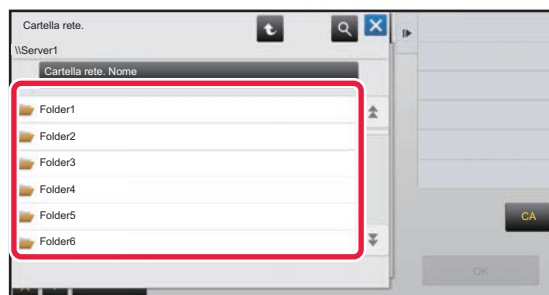 Cartella rete.
\\Server1
Cartella rete. Nome
Folder1
Folder2
Folder3
Folder4
Folder5
Folder6
CA
OK